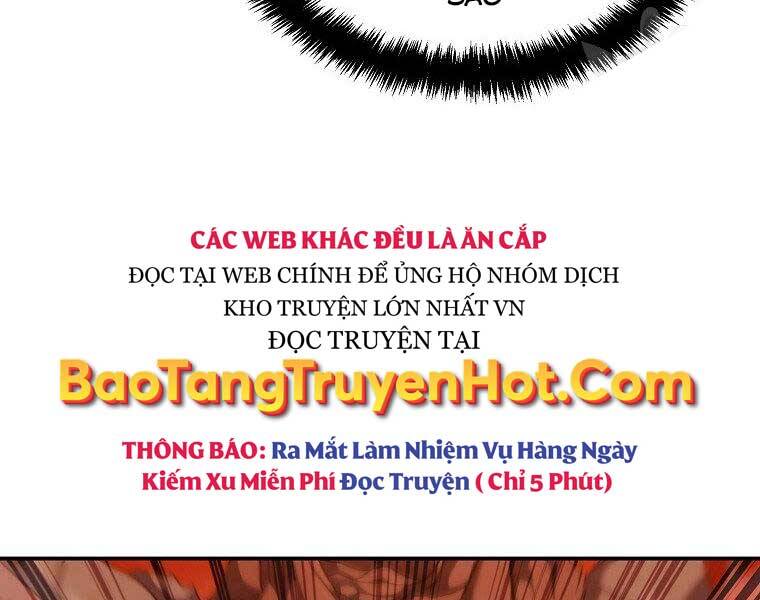 SAO
CÁC WEB KHÁC ĐỀU LÀ ĂN CẮP
ĐỌC TẠI WEB CHÍNH ĐỂ ỦNG HỘ NHÓM DỊCH
KHO TRUYỆN LỚN NHẤT VN
ĐỌC TRUYỆN TẠI
BaoTangTruyenHot.Com
THÔNG BÁO: Ra Mắt Làm Nhiệm Vụ Hàng Ngày
Kiếm Xu Miễn Phí Đọc Truyện ( Chỉ 5 Phút)